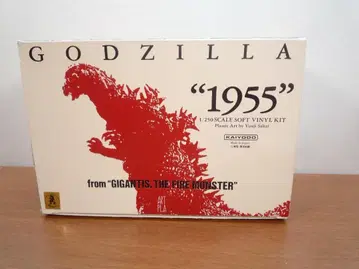 GODZILLA
"1955"
1/250 SCALE SOFT VINYL KIT
Plastic Art by Yuuji Sakai
KAIYODO
from "GIGANTIS, THE FIRE MONSTER"